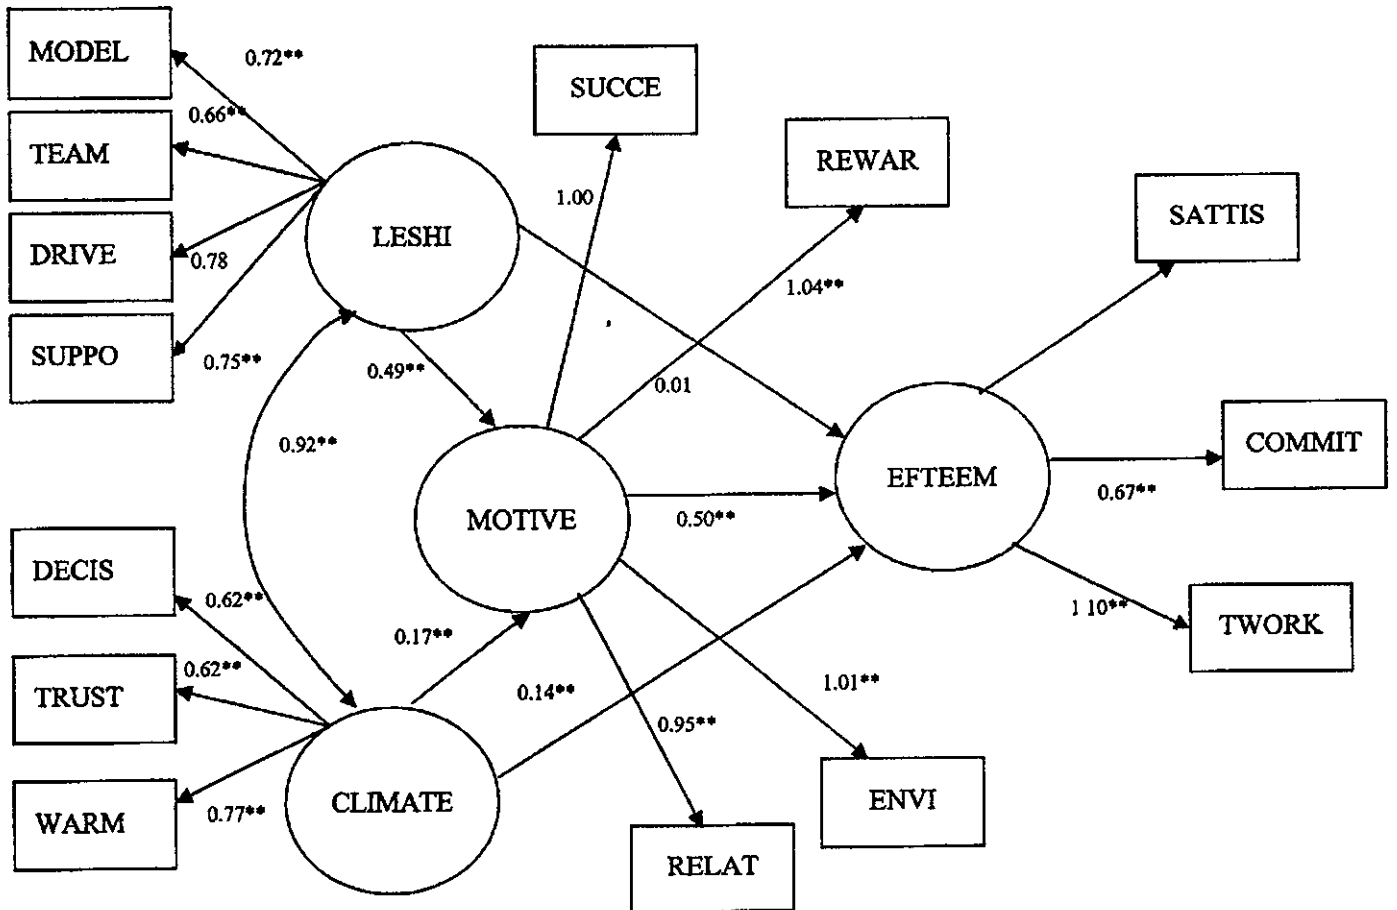 MODEL
0.72**
SUCCE
0.66**
TEAM
REWAR
LESHI
1.00
SATTIS
DRIVE
0.78
1.04**
SUPPO
0.75**
0.49**
0.01
0.92**
COMMIT
EFTEEM
0.67**
MOTIVE
0.50**
DECIS
0.62**
1 10**
TWORK
0.17**
0.62**
TRUST
0.14**
1.01**
0.95**
WARM
0.77**
CLIMATE
ENVI
RELAT